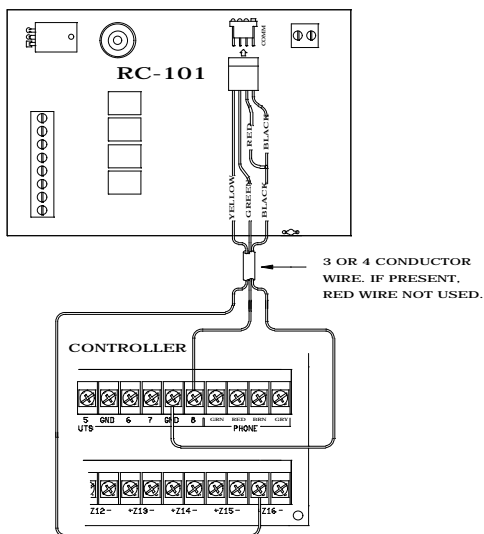 COMM
RC-101
RED
BLACK
YELLOW
GREEN
BLACK
3 OR 4 CONDUCTOR
WIRE. IF PRESENT,
RED WIRE NOT USED.
CONTROLLER
5 GND 6 7 GND 8 GRN RED BRN GRY
UTS PHONE
Z12- +Z13- +Z14- +Z15- +Z16-